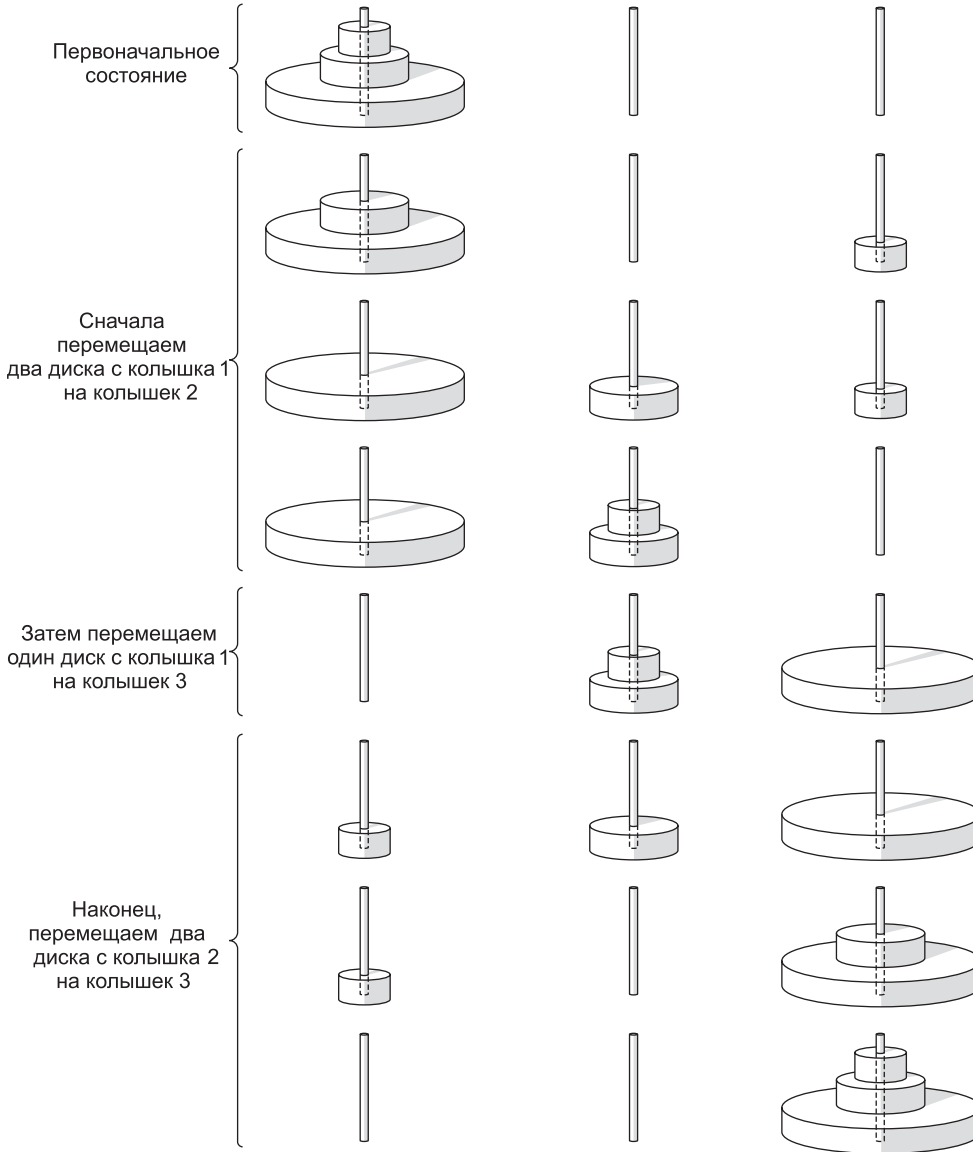 Первоначальное
состояние
Сначала
перемещаем
два диска с колышка 1
на колышек 2
Затем перемещаем
один диск с колышка 1
на колышек 3
Наконец,
перемещаем два
диска с колышка 2
на колышек 3